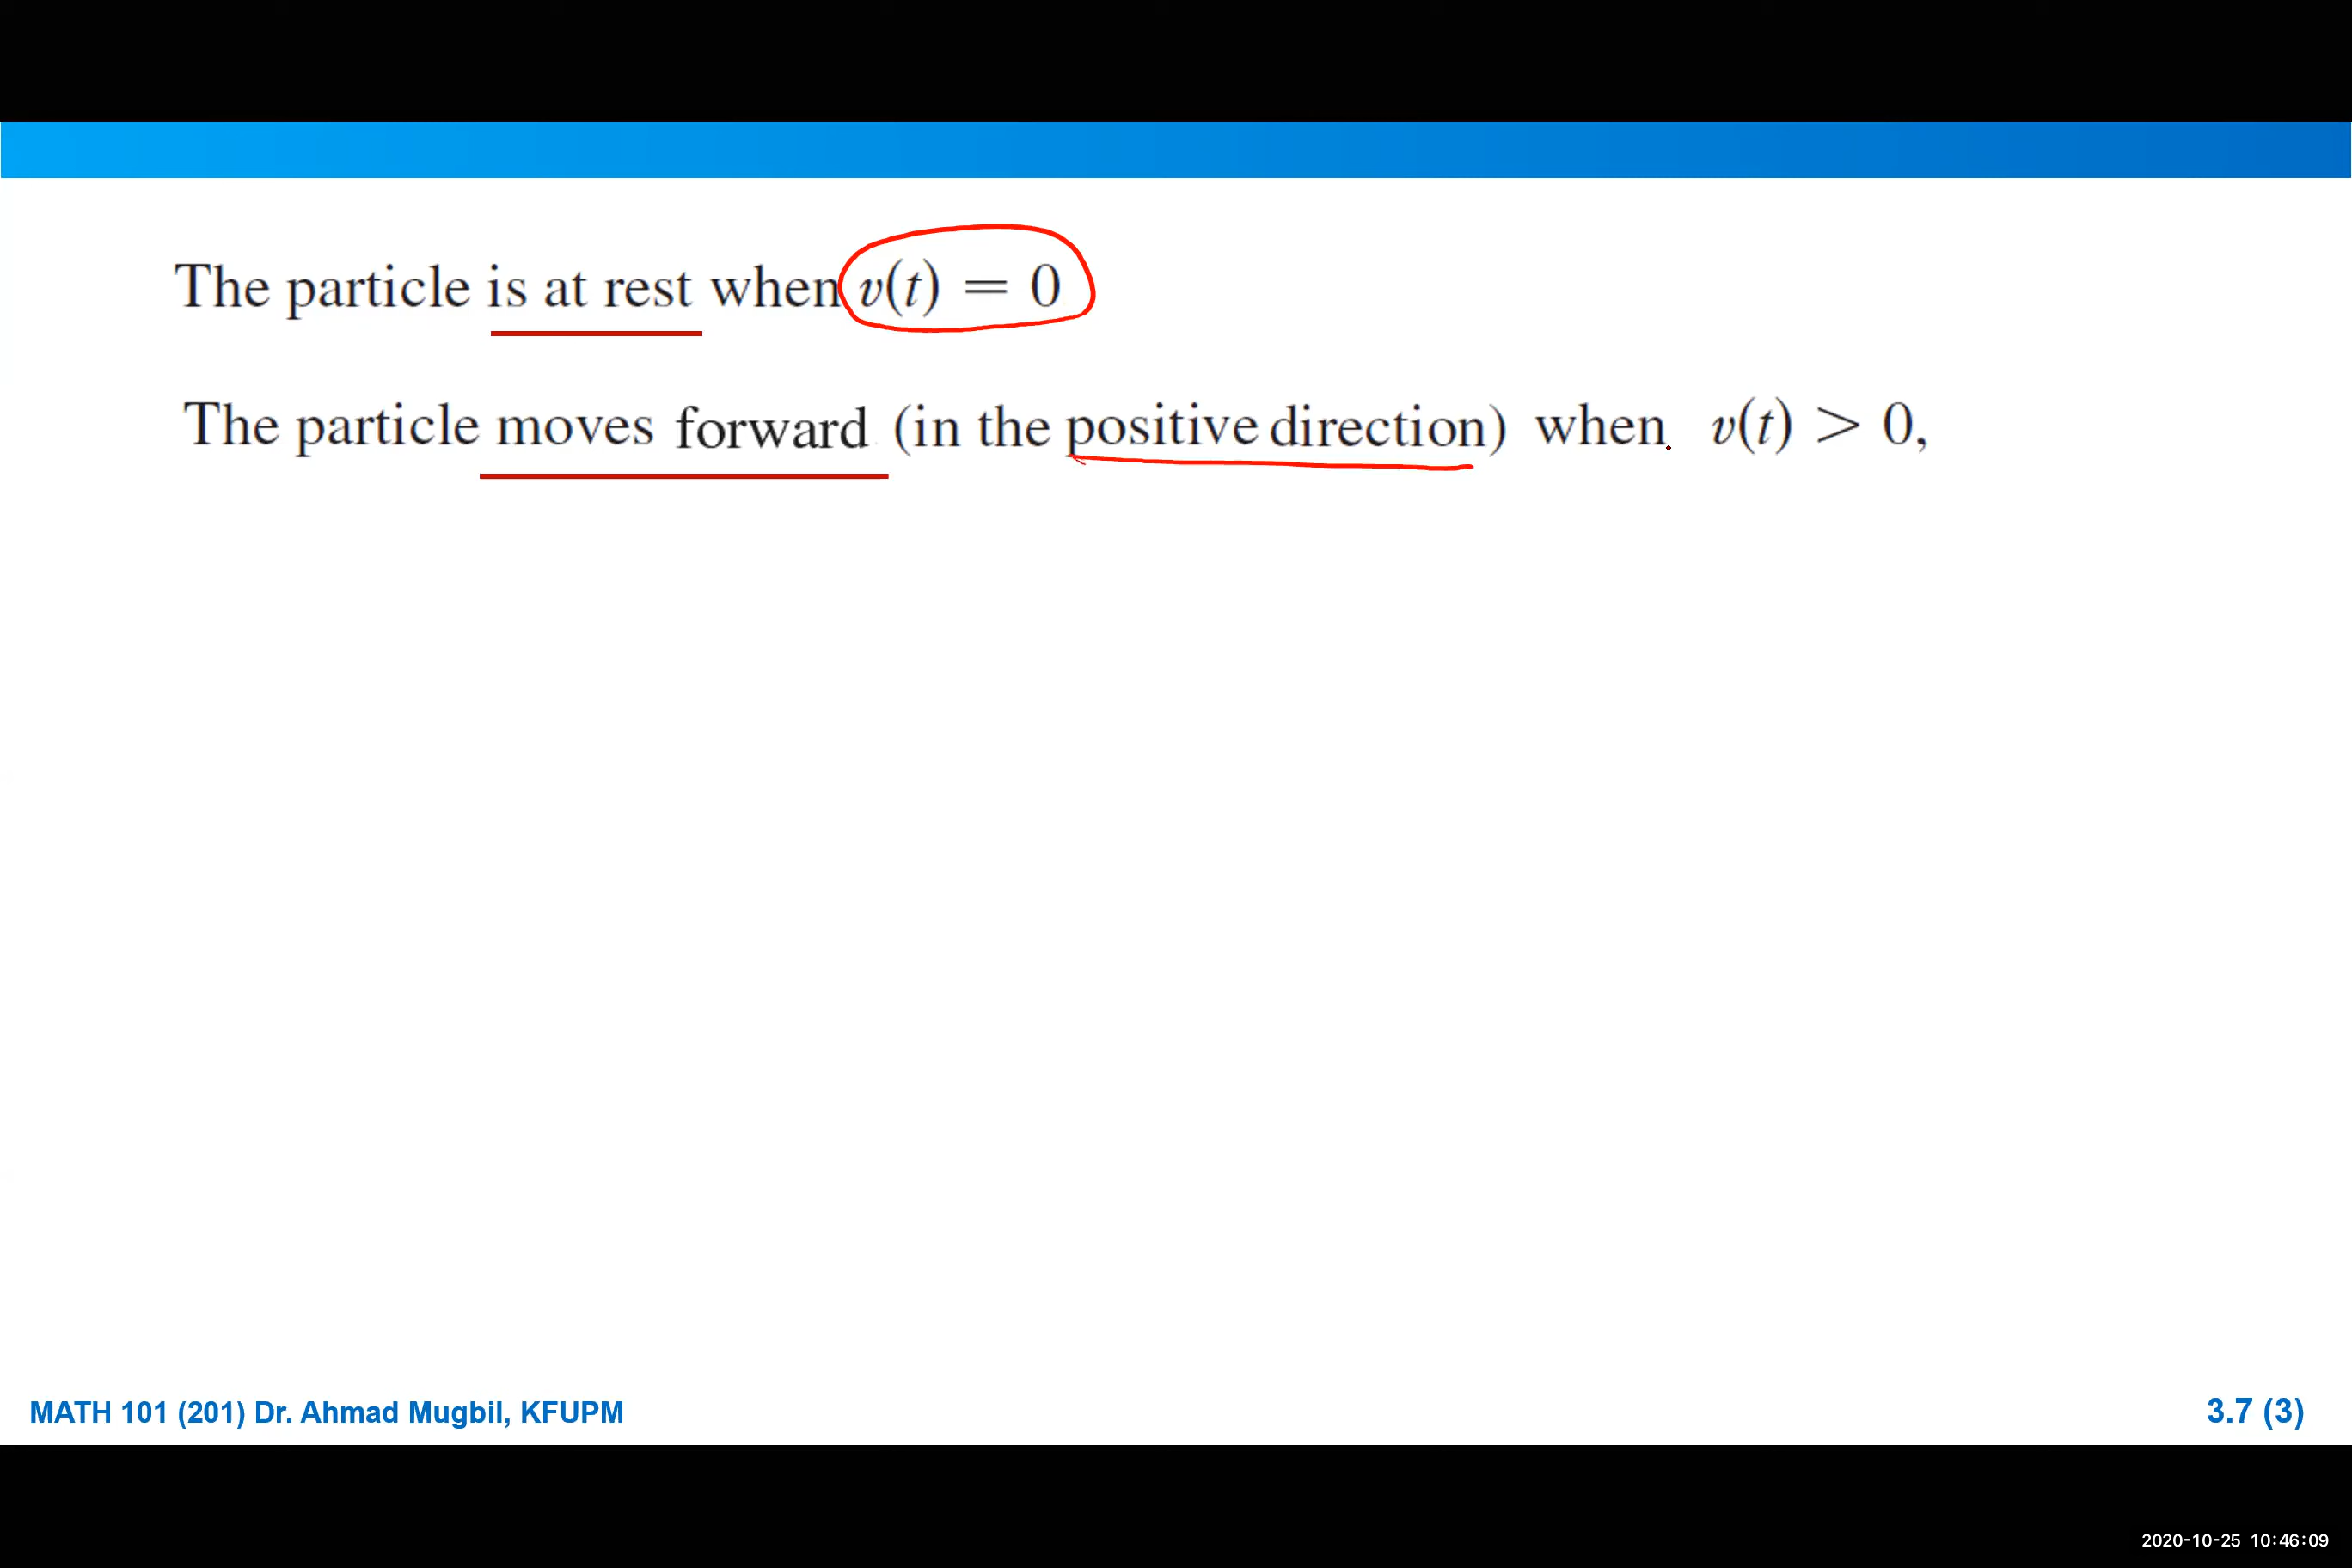 The particle is at rest when v(t) = 0
The particle moves forward (in the positive direction) when v(t) > 0,
MATH 101 (201) Dr. Ahmad Mugbil, KFUPM
3.7 (3)
2020-10-25 10:46:09